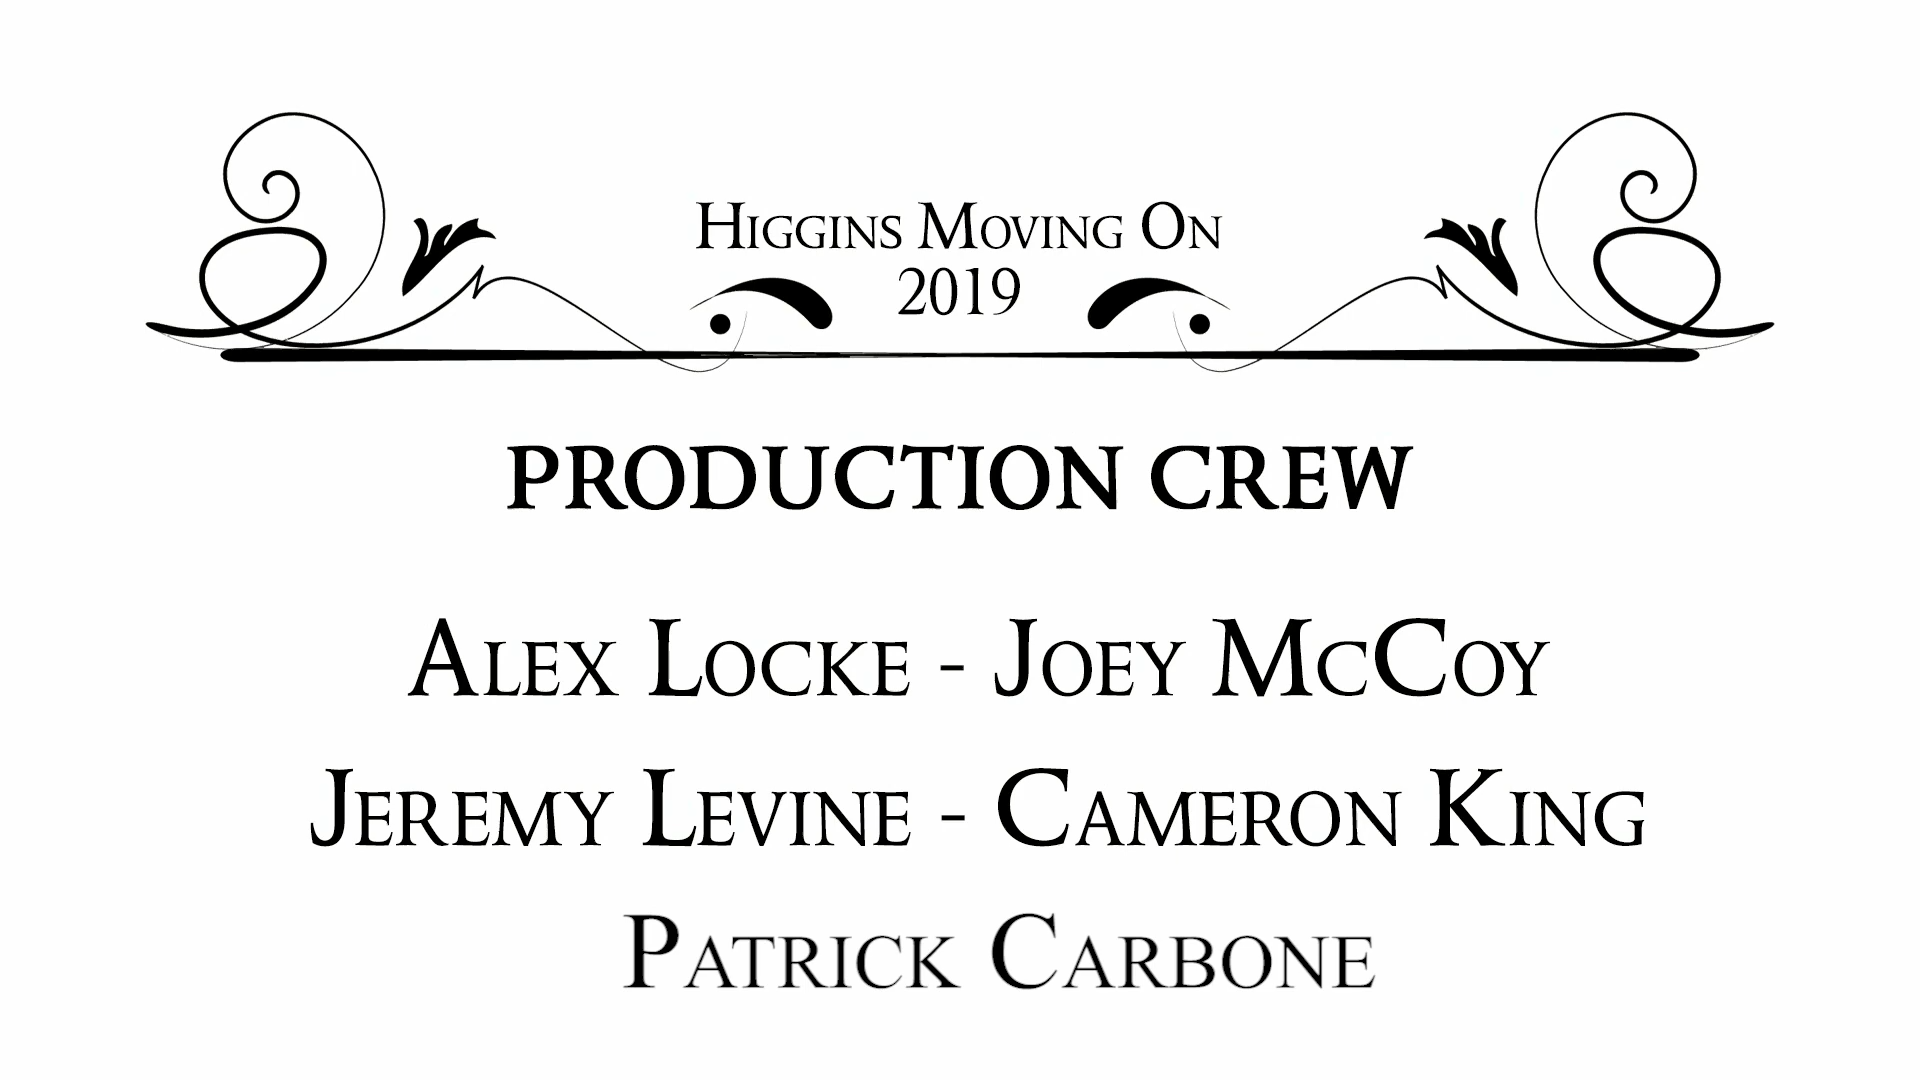 Higgins Moving On
2019
PRODUCTION CREW
Alex Locke - Joey McCoy
Jeremy Levine - Cameron King
Patrick Carbone